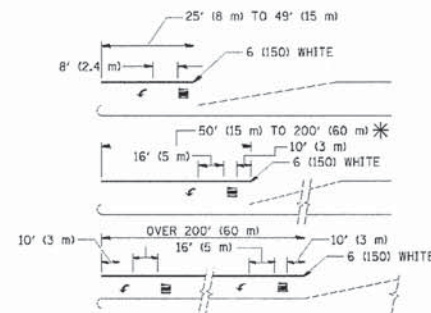 25' (8 m) TO 49' (15 m)
8' (2.4 m)
6 (150) WHITE
50' (15 m) TO 200' (60 m) *
16' (5 m)
10' (3 m)
6 (150) WHITE
OVER 200' (60 m)
10' (3 m)
16' (5 m)
10' (3 m)
6 (150) WHITE